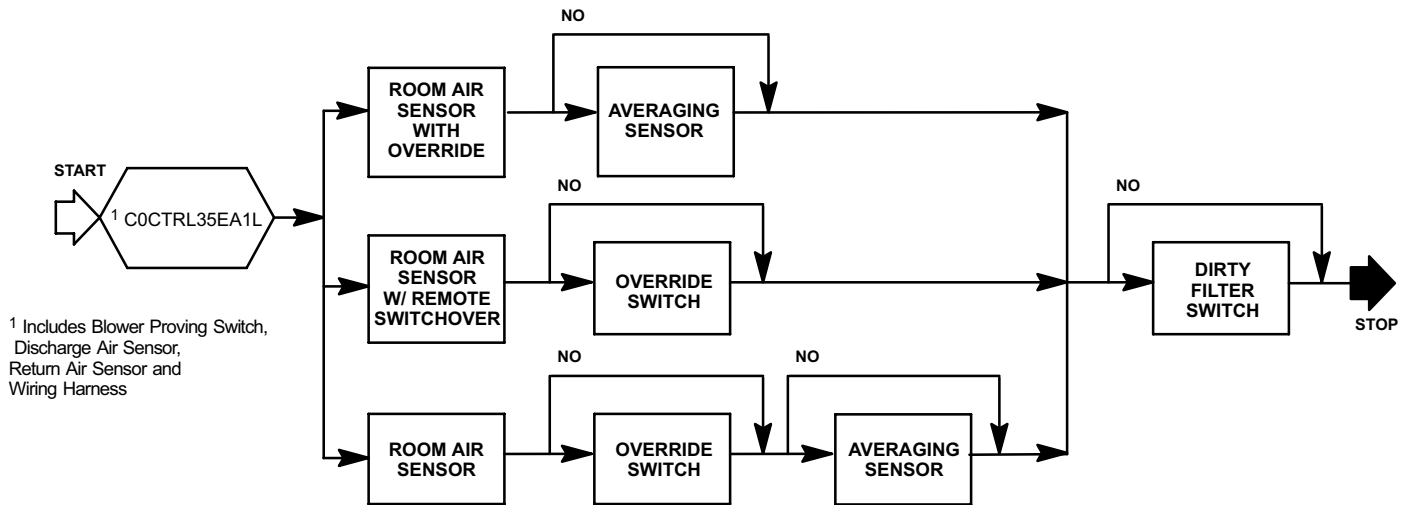 START
¹ C0CTRL35EA1L
¹ Includes Blower Proving Switch,
Discharge Air Sensor,
Return Air Sensor and
Wiring Harness
ROOM AIR
SENSOR
WITH
OVERRIDE
NO
AVERAGING
SENSOR
ROOM AIR
SENSOR
W/ REMOTE
SWITCHOVER
NO
OVERRIDE
SWITCH
ROOM AIR
SENSOR
NO
OVERRIDE
SWITCH
NO
AVERAGING
SENSOR
NO
DIRTY
FILTER
SWITCH
STOP